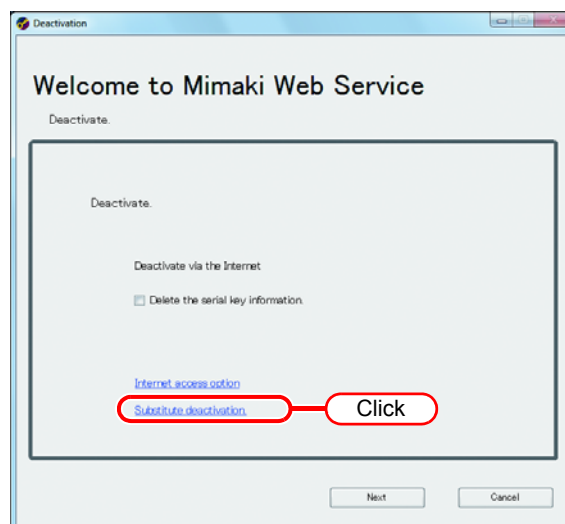 Deactivation
Welcome to Mimaki Web Service
Deactivate.
Deactivate.
Deactivate via the Internet
Delete the serial key information.
Internet access option
Substitute deactivation.
Click
Next
Cancel